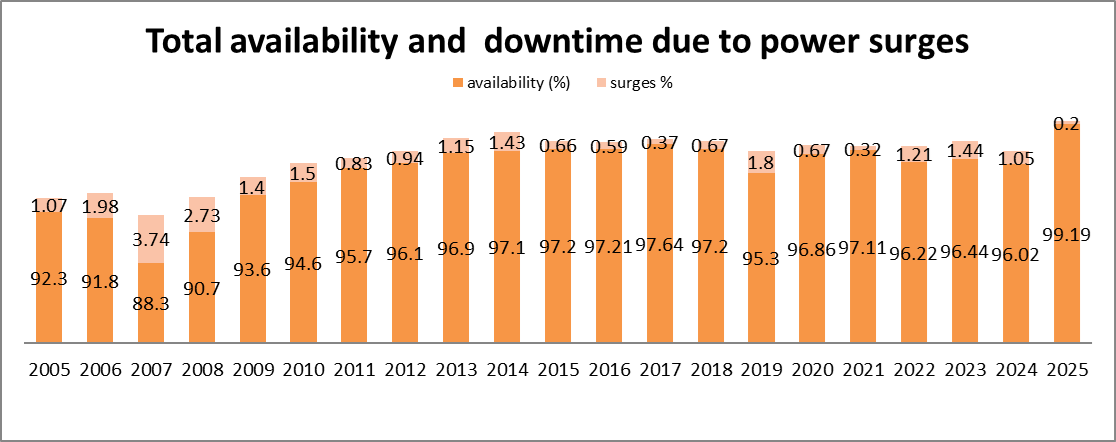 Total availability and  downtime due to power surges
availability (%) surges %
1.07 1.98 3.74 2.73 1.4 1.5 0.83 0.94 1.15 1.43 0.66 0.59 0.37 0.67 1.8 0.67 0.32 1.21 1.44 1.05 0.2
92.3 91.8 88.3 90.7 93.6 94.6 95.7 96.1 96.9 97.1 97.2 97.21 97.64 97.2 95.3 96.86 97.11 96.22 96.44 96.02 99.19
2005 2006 2007 2008 2009 2010 2011 2012 2013 2014 2015 2016 2017 2018 2019 2020 2021 2022 2023 2024 2025